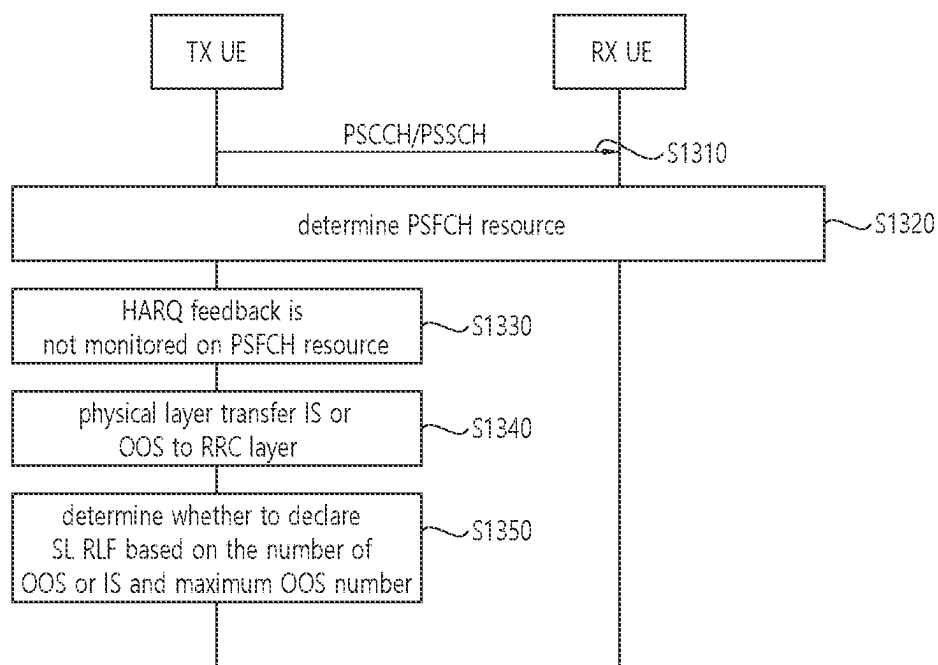 TX UE
RX UE
PSCCH/PSSCH
S1310
determine PSFCH resource
S1320
HARQ feedback is
not monitored on PSFCH resource
S1330
physical layer transfer IS or
OOS to RRC layer
S1340
determine whether to declare
SL RLF based on the number of
OOS or IS and maximum OOS number
S1350